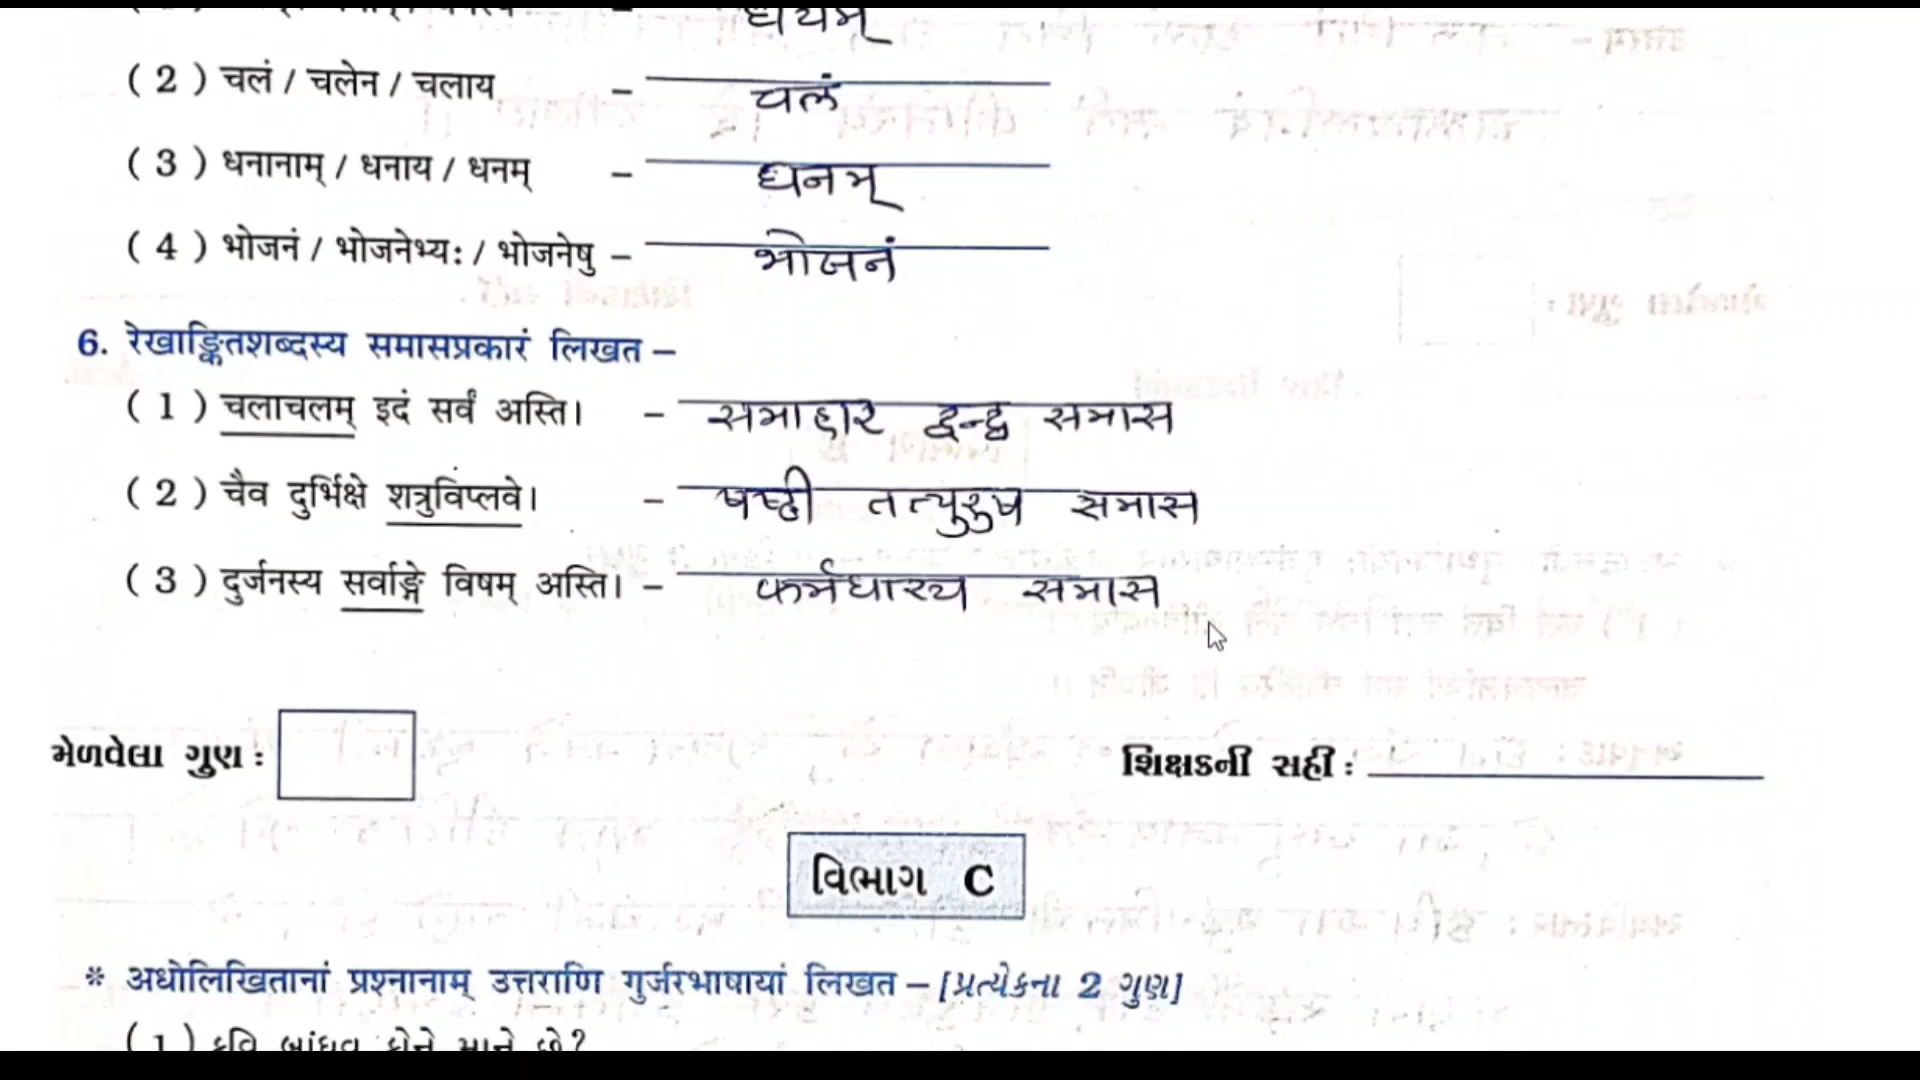 ( 2 ) चलं / चलेन / चलाय - चलं
( 3 ) धनानाम् / धनाय / धनम् - धनम्
( 4 ) भोजनं / भोजनेभ्यः / भोजनेषु - भोजनं
6. रेखाङ्कितशब्दस्य समासप्रकारं लिखत -
( 1 ) चलाचलम् इदं सर्वं अस्ति। - समाहार द्वन्द्व समास
( 2 ) चैव दुर्भिक्षे शत्रुविप्लवे। - षष्ठी तत्पुरुष समास
( 3 ) दुर्जनस्य सर्वाङ्गे विषम् अस्ति। - कर्मधारय समास
મેળવેલા ગુણ : શિક્ષકની સહી :
વિભાગ C
* अधोलिखितानां प्रश्नानाम् उत्तराणि गुर्जरभाषायां लिखत - [પ્રત્યેકના 2 ગુણ]
( 1 ) કવિ બાંધવ કોને માને છે?